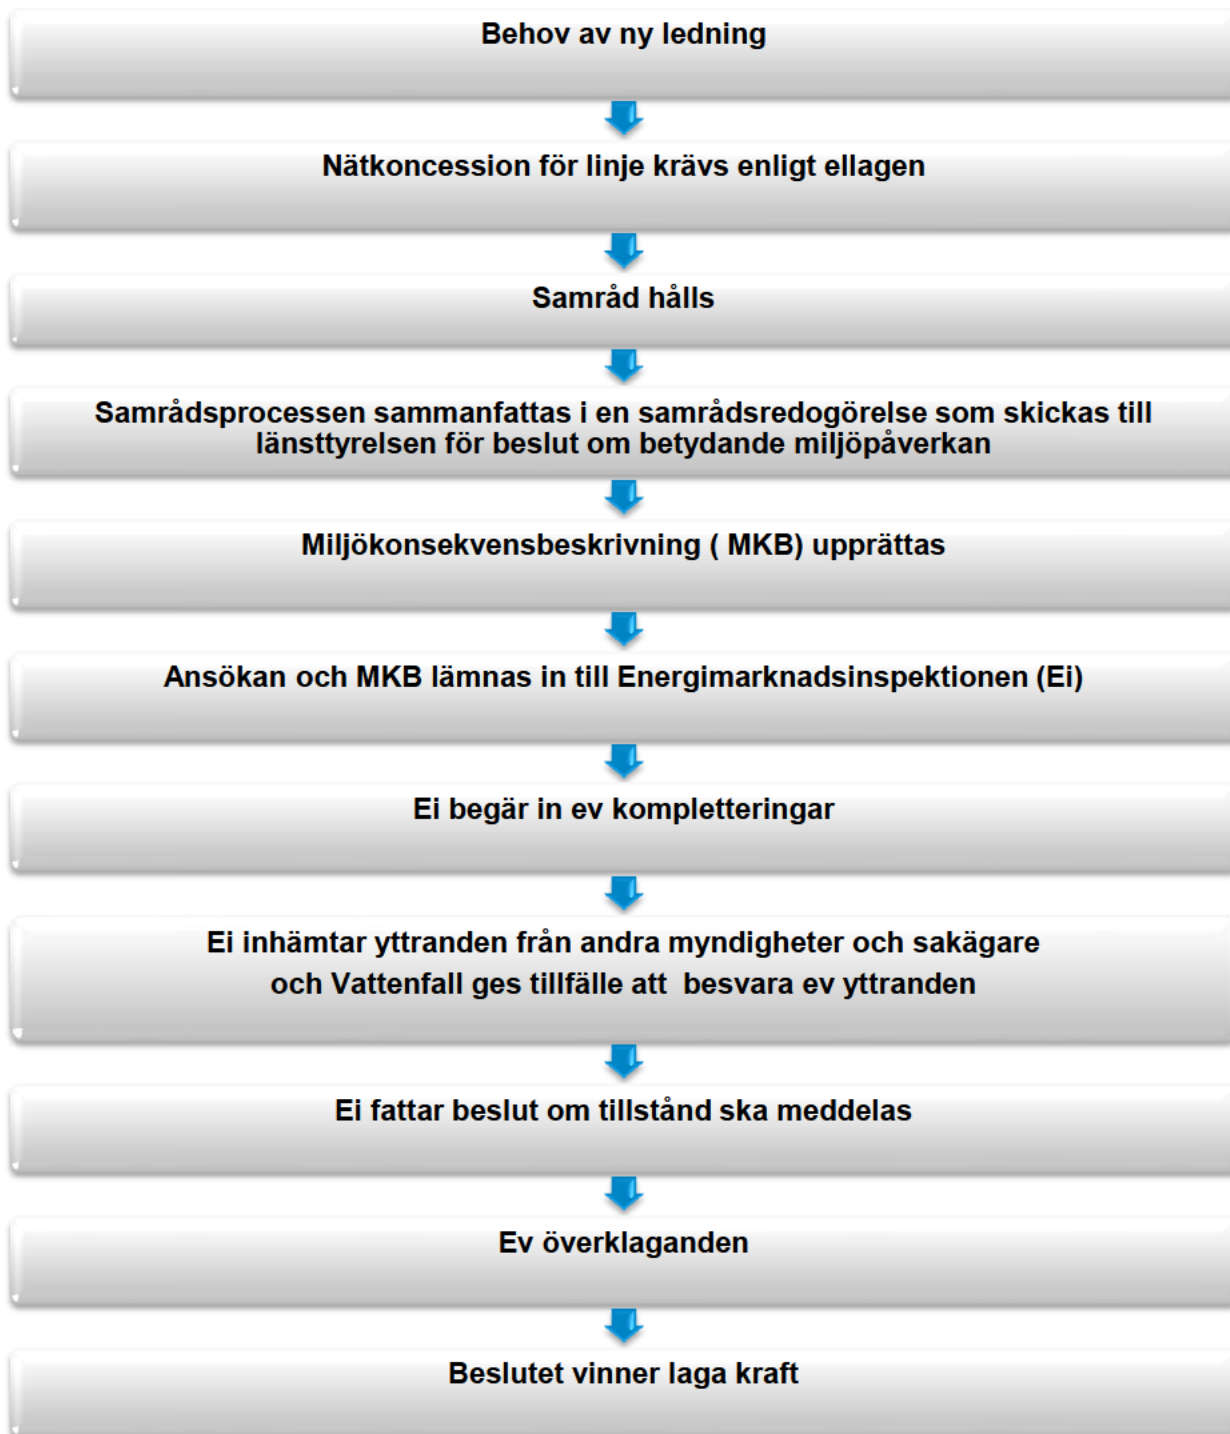 Behov av ny ledning
Nätkoncession för linje krävs enligt ellagen
Samråd hålls
Samrådsprocessen sammanfattas i en samrådsredogörelse som skickas till
länsttyrelsen för beslut om betydande miljöpåverkan
Miljökonsekvensbeskrivning ( MKB) upprättas
Ansökan och MKB lämnas in till Energimarknadsinspektionen (Ei)
Ei begär in ev kompletteringar
Ei inhämtar yttranden från andra myndigheter och sakägare
och Vattenfall ges tillfälle att  besvara ev yttranden
Ei fattar beslut om tillstånd ska meddelas
Ev överklaganden
Beslutet vinner laga kraft